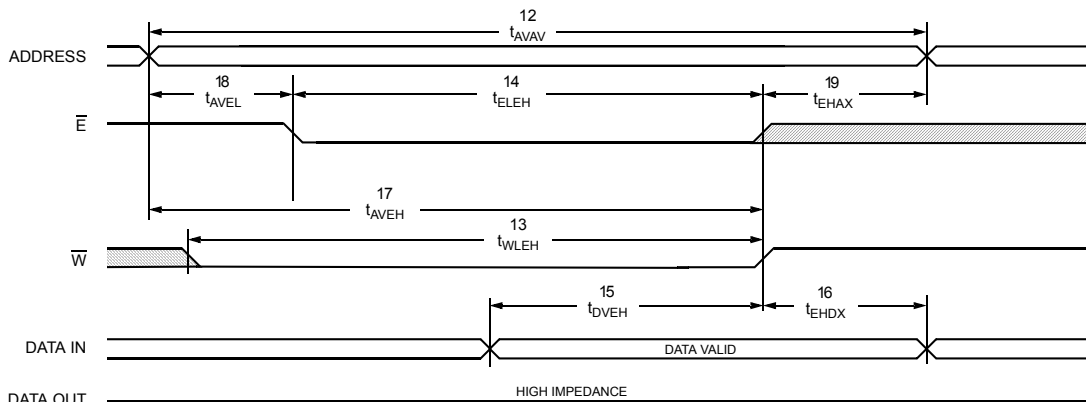 12
tAVAV
ADDRESS
18
tAVEL
14
tELEH
19
tEHAX
E
17
tAVEH
13
tWLEH
W
15
tDVEH
16
tEHDX
DATA IN
DATA VALID
HIGH IMPEDANCE
DATA OUT